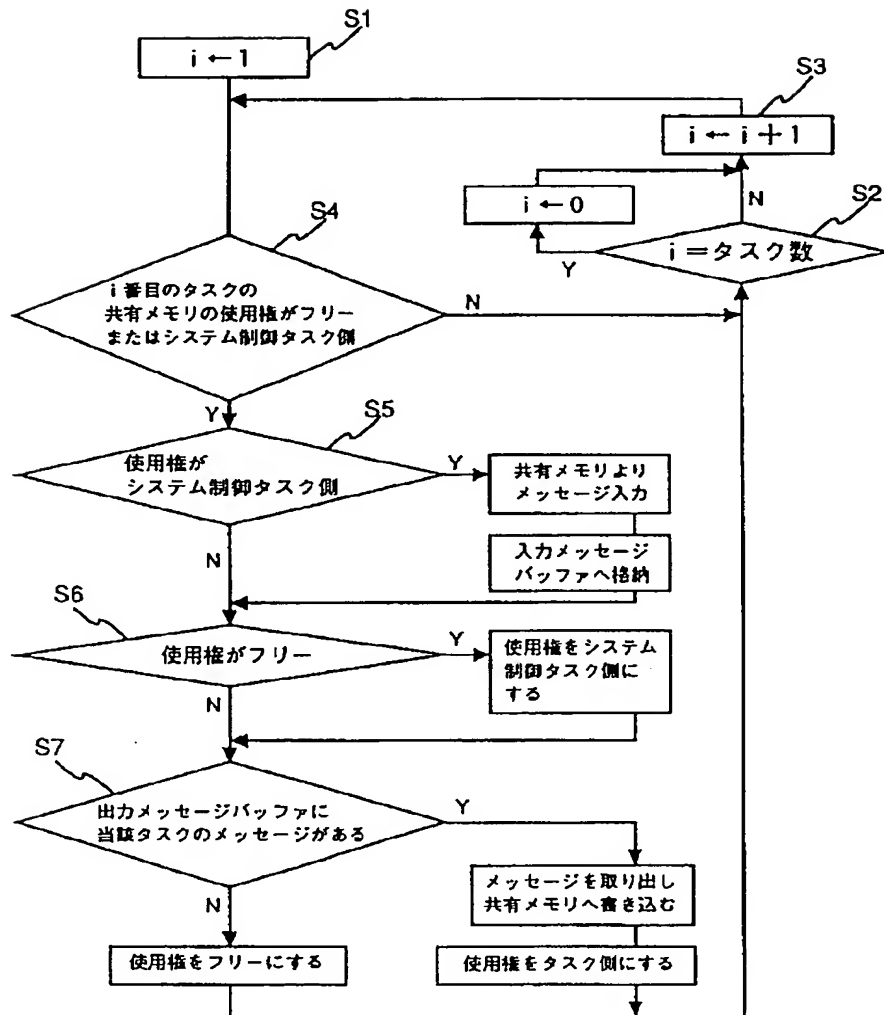 S1
i ← 1
S3
i ← i + 1
i ← 0
N
S2
i = タスク数
Y
S4
i 番目のタスクの
共有メモリの使用権がフリー
またはシステム制御タスク側
N
Y
S5
使用権が
システム制御タスク側
Y
共有メモリより
メッセージ入力
N
入力メッセージ
バッファへ格納
S6
使用権がフリー
Y
使用権をシステム
制御タスク側に
する
N
S7
出力メッセージバッファに
当該タスクのメッセージがある
Y
メッセージを取り出し
共有メモリへ書き込む
N
使用権をフリーにする
使用権をタスク側にする